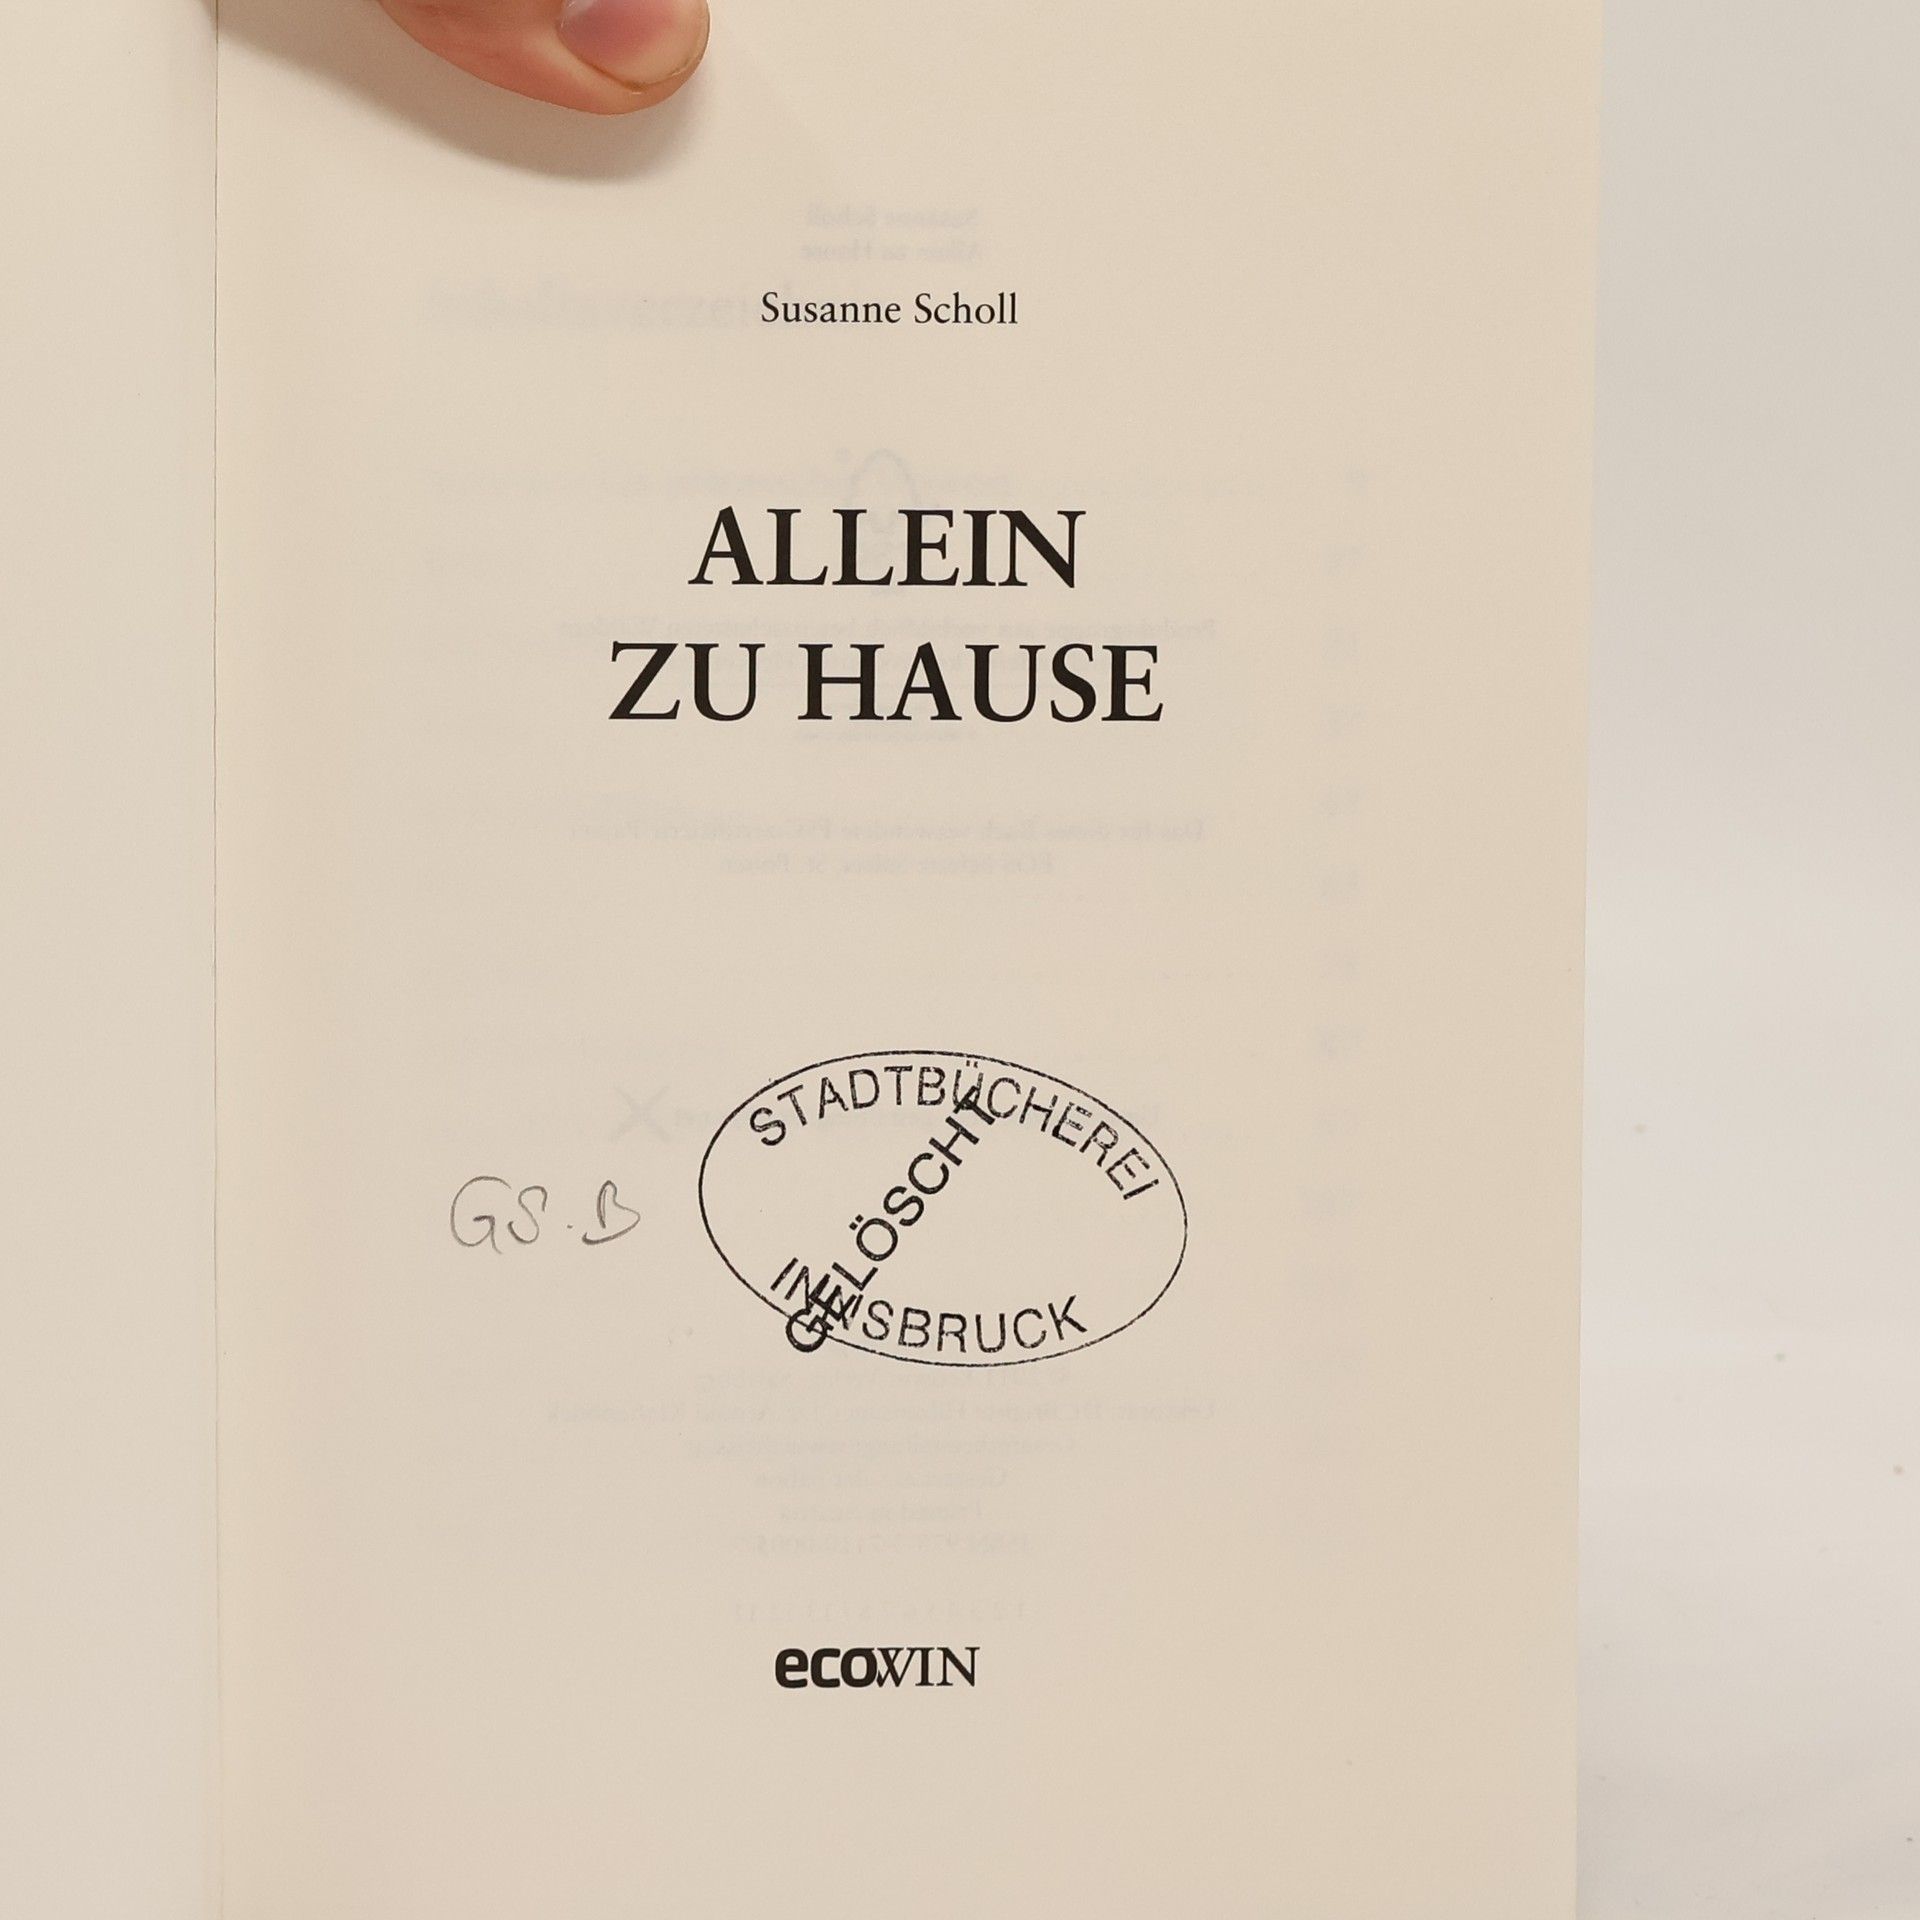 Susanne Scholl
ALLEIN
ZU HAUSE
STADTBÜCHEREI
GELÖSCHT
INNSBRUCK
GS.B
ecoWIN